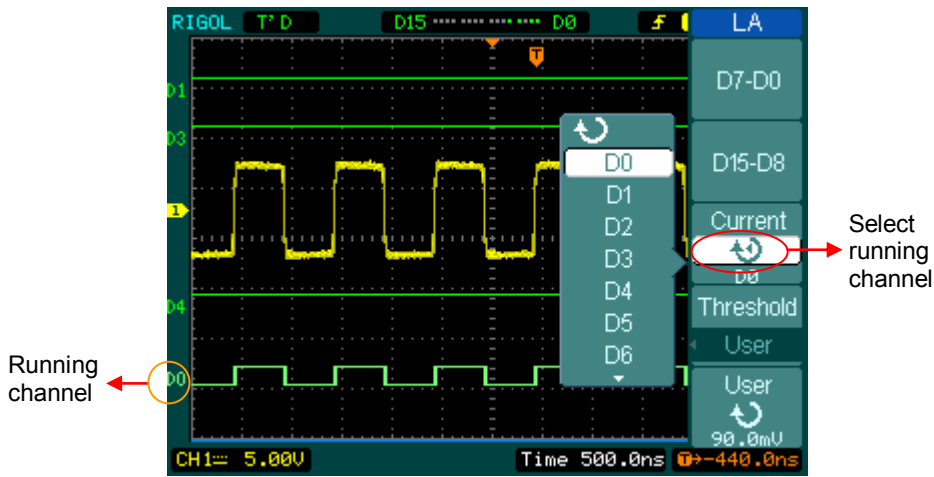 RIGOL T'D D15 D0 LA
D7-D0
D1
D3
D0
D15-D8
D1
D2
Current
1
D3
D0
D4
Threshold
D4
D5
User
D6
D0
User
90.0mV
CH1 5.00V Time 500.0ns T→-440.0ns
Select
running
channel
Running
channel
T